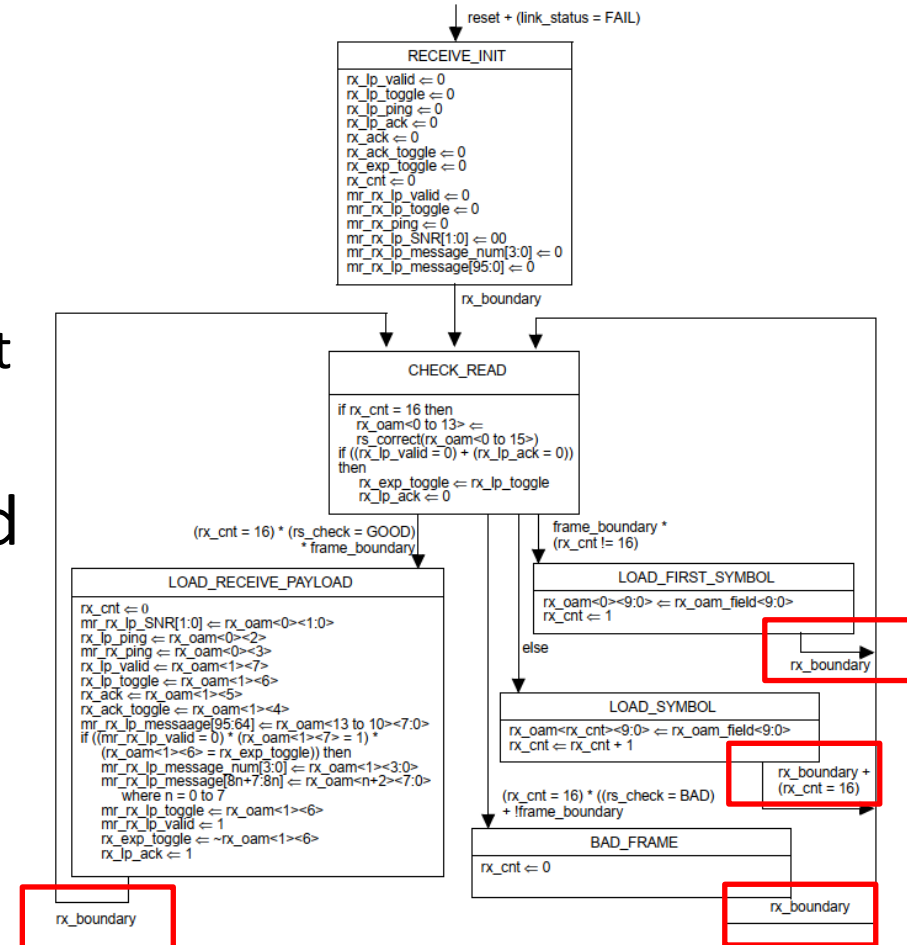 reset + (link_status = FAIL)
RECEIVE_INIT
rx_lp_valid ⇐ 0
rx_lp_toggle ⇐ 0
rx_lp_ping ⇐ 0
rx_lp_ack ⇐ 0
rx_ack ⇐ 0
rx_ack_toggle ⇐ 0
rx_exp_toggle ⇐ 0
rx_cnt ⇐ 0
mr_rx_lp_valid ⇐ 0
mr_rx_lp_toggle ⇐ 0
mr_rx_ping ⇐ 0
mr_rx_lp_SNR[1:0] ⇐ 00
mr_rx_lp_message_num[3:0] ⇐ 0
mr_rx_lp_message[95:0] ⇐ 0
rx_boundary
t
d
CHECK_READ
if rx_cnt = 16 then
rx_oam<0 to 13> ⇐
rs_correct(rx_oam<0 to 15>)
if ((rx_lp_valid = 0) + (rx_lp_ack = 0))
then
rx_exp_toggle ⇐ rx_lp_toggle
rx_lp_ack ⇐ 0
(rx_cnt = 16) * (rs_check = GOOD)
* frame_boundary
LOAD_RECEIVE_PAYLOAD
rx_cnt ⇐ 0
mr_rx_lp_SNR[1:0] ⇐ rx_oam<0><1:0>
rx_lp_ping ⇐ rx_oam<0><2>
mr_rx_ping ⇐ rx_oam<0><3>
rx_lp_valid ⇐ rx_oam<1><7>
rx_lp_toggle ⇐ rx_oam<1><6>
rx_ack ⇐ rx_oam<1><5>
rx_ack_toggle ⇐ rx_oam<1><4>
mr_rx_lp_messaage[95:64] ⇐ rx_oam<13 to 10><7:0>
if ((mr_rx_lp_valid = 0) * (rx_oam<1><7> = 1) *
(rx_oam<1><6> = rx_exp_toggle)) then
mr_rx_lp_message_num[3:0] ⇐ rx_oam<1><3:0>
mr_rx_lp_message[8n+7:8n] ⇐ rx_oam<n+2><7:0>
where n = 0 to 7
mr_rx_lp_toggle ⇐ rx_oam<1><6>
mr_rx_lp_valid ⇐ 1
rx_exp_toggle ⇐ ~rx_oam<1><6>
rx_lp_ack ⇐ 1
rx_boundary
frame_boundary *
(rx_cnt != 16)
LOAD_FIRST_SYMBOL
rx_oam<0><9:0> ⇐ rx_oam_field<9:0>
rx_cnt ⇐ 1
rx_boundary
else
LOAD_SYMBOL
rx_oam<rx_cnt><9:0> ⇐ rx_oam_field<9:0>
rx_cnt ⇐ rx_cnt + 1
rx_boundary +
(rx_cnt = 16)
(rx_cnt = 16) * ((rs_check = BAD)
+ !frame_boundary
BAD_FRAME
rx_cnt ⇐ 0
rx_boundary